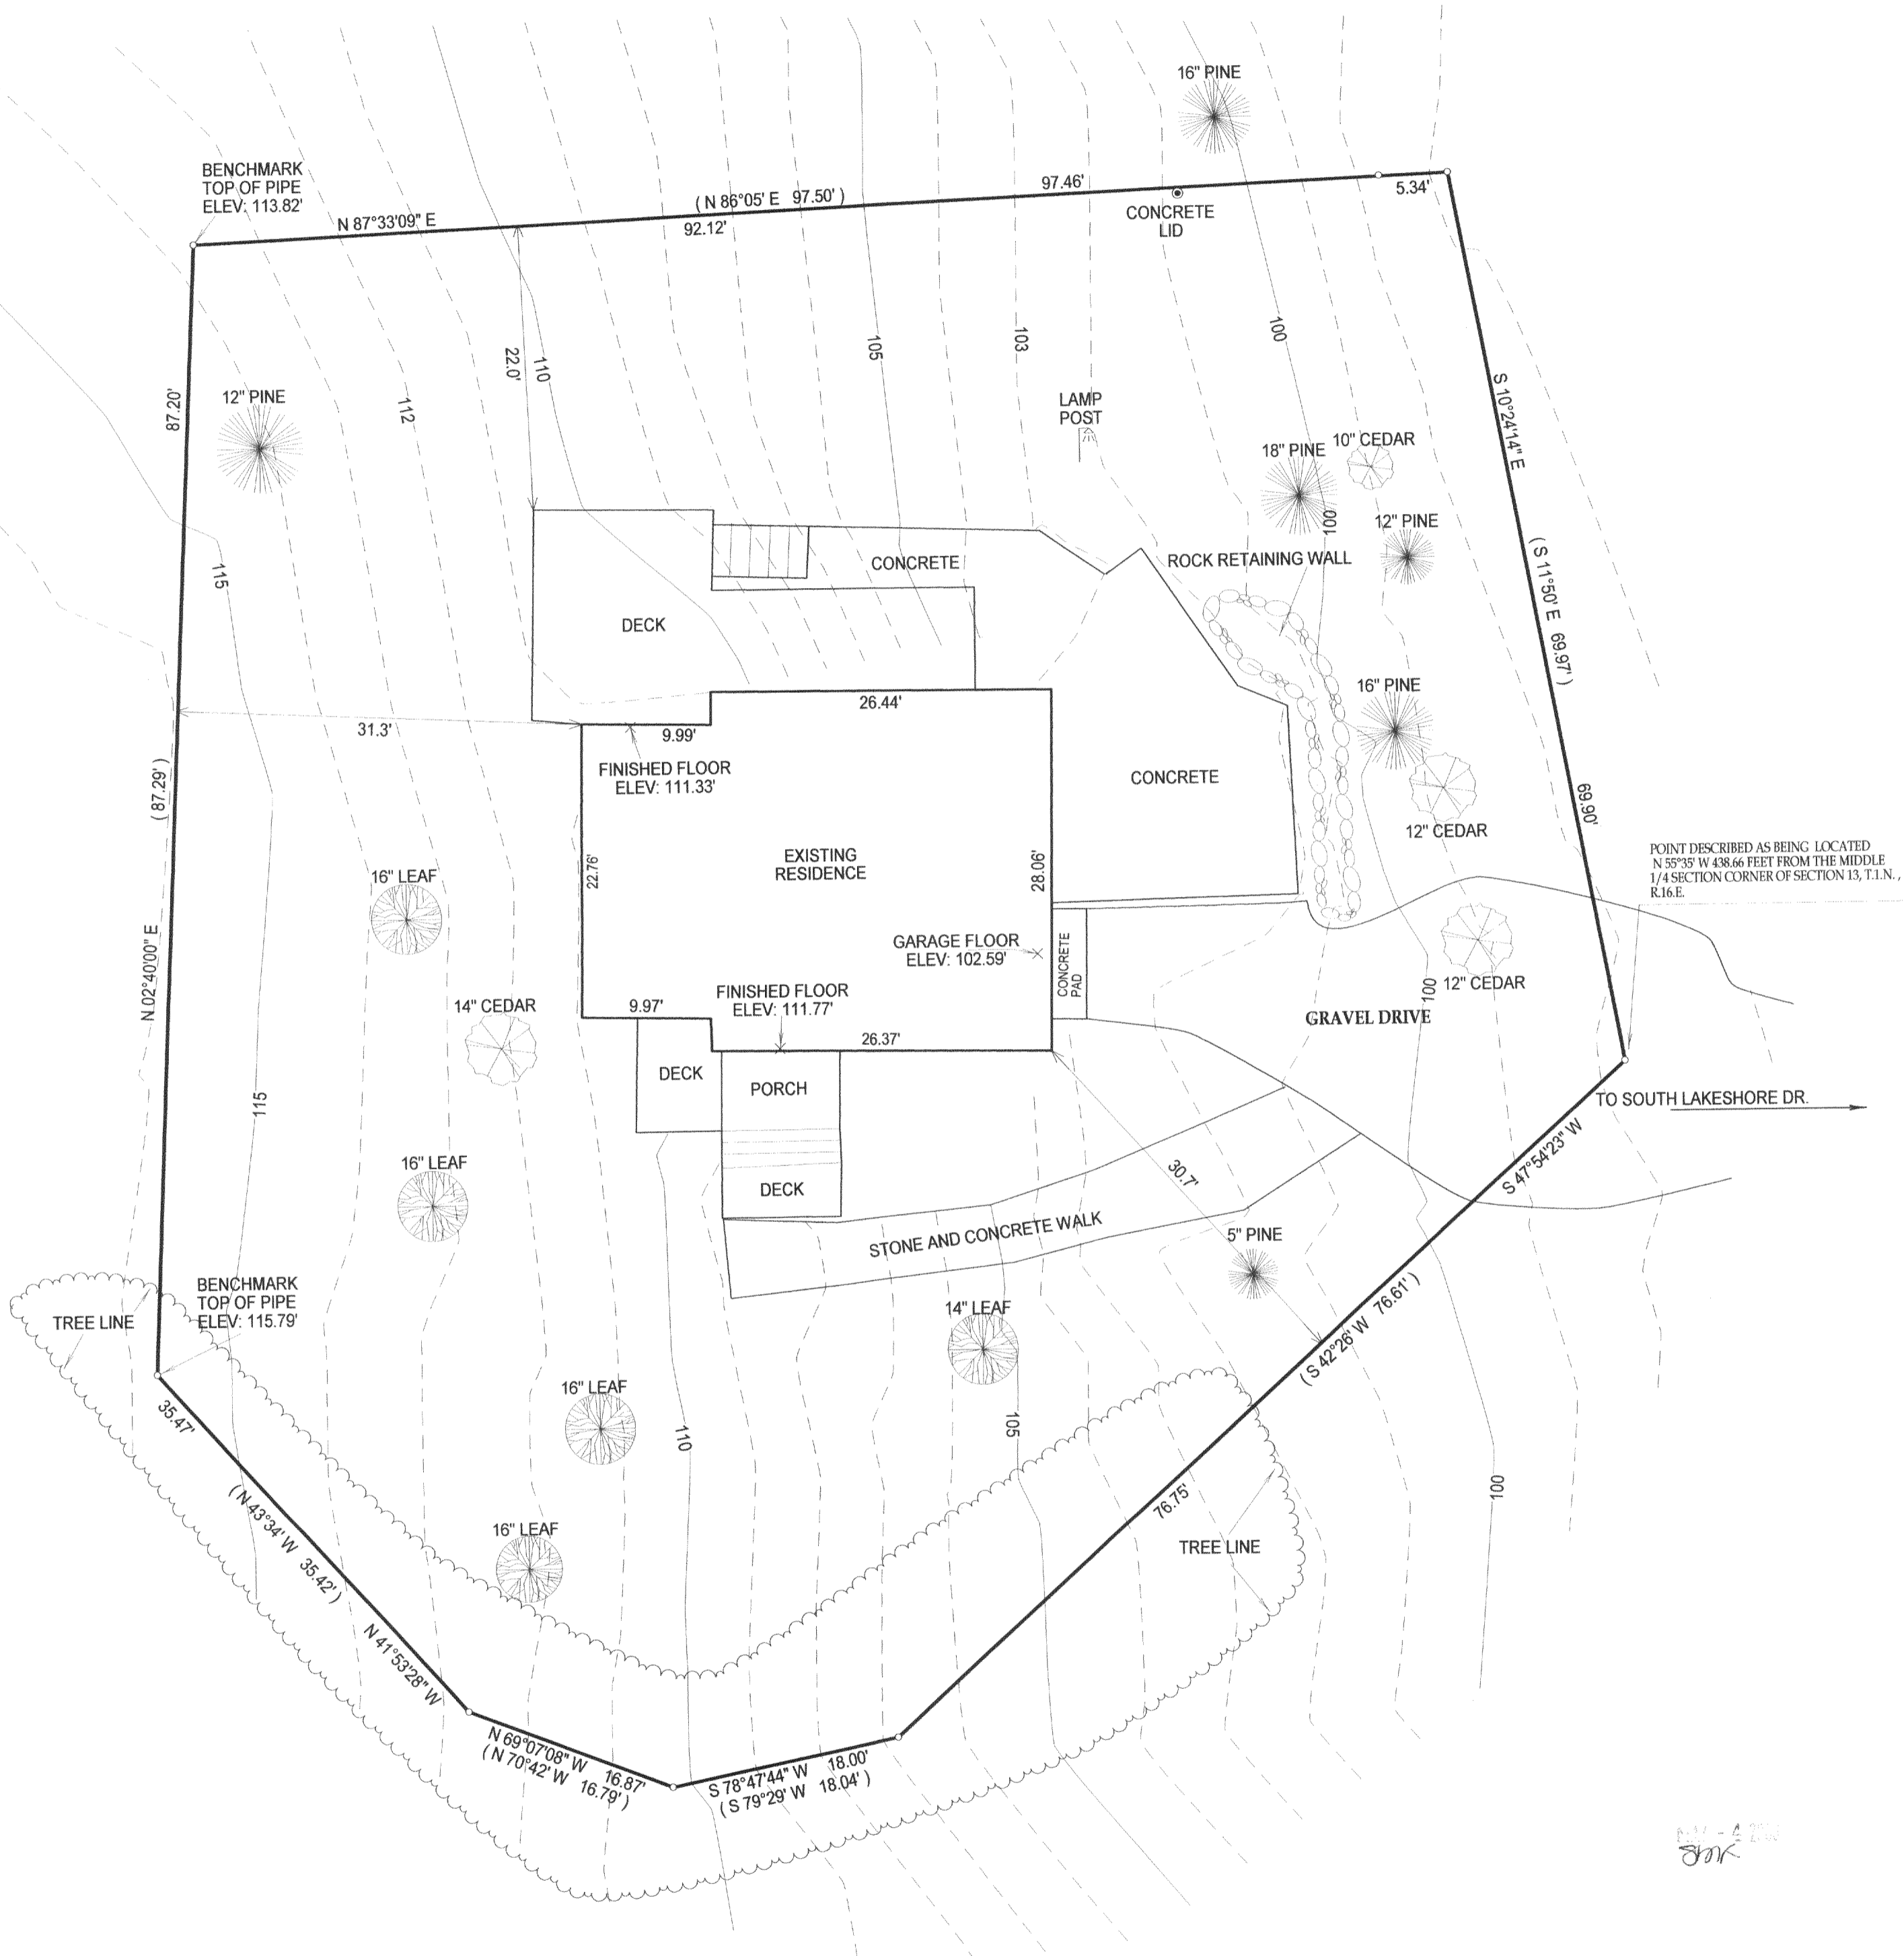 16" PINE
BENCHMARK
TOP OF PIPE
ELEV: 113.82'
N 87°33'09" E
( N 86°05' E 97.50' )
92.12'
97.46'
5.34'
CONCRETE
LID
87.20'
12" PINE
112
22.0'
110
105
103
100
LAMP
POST
S 10°24'14" E
18" PINE
10" CEDAR
100
12" PINE
ROCK RETAINING WALL
( S 11°50' E 69.97' )
115
CONCRETE
DECK
16" PINE
31.3'
26.44'
9.99'
FINISHED FLOOR
ELEV: 111.33'
CONCRETE
( 87.29' )
69.90'
12" CEDAR
POINT DESCRIBED AS BEING LOCATED
N 55°35' W 438.66 FEET FROM THE MIDDLE
1/4 SECTION CORNER OF SECTION 13, T.1.N. ,
R.16.E.
EXISTING
RESIDENCE
22.76'
28.06'
16" LEAF
N.02°40'00" E
GARAGE FLOOR
ELEV: 102.59'
CONCRETE
PAD
12" CEDAR
100
FINISHED FLOOR
ELEV: 111.77'
14" CEDAR
9.97'
26.37'
GRAVEL DRIVE
DECK
PORCH
115
TO SOUTH LAKESHORE DR.
S 47°54'23" W
16" LEAF
DECK
30.7'
STONE AND CONCRETE WALK
5" PINE
BENCHMARK
TOP OF PIPE
ELEV: 115.79'
TREE LINE
14" LEAF
( S 42°26' W 76.61' )
16" LEAF
35.47'
110
105
100
76.75'
( N 43°34' W 35.42' )
16" LEAF
TREE LINE
N 41°53'28" W
N 69°07'08" W 16.87'
( N 70°42' W 16.79' )
S 78°47'44" W 18.00'
( S 79°29' W 18.04' )